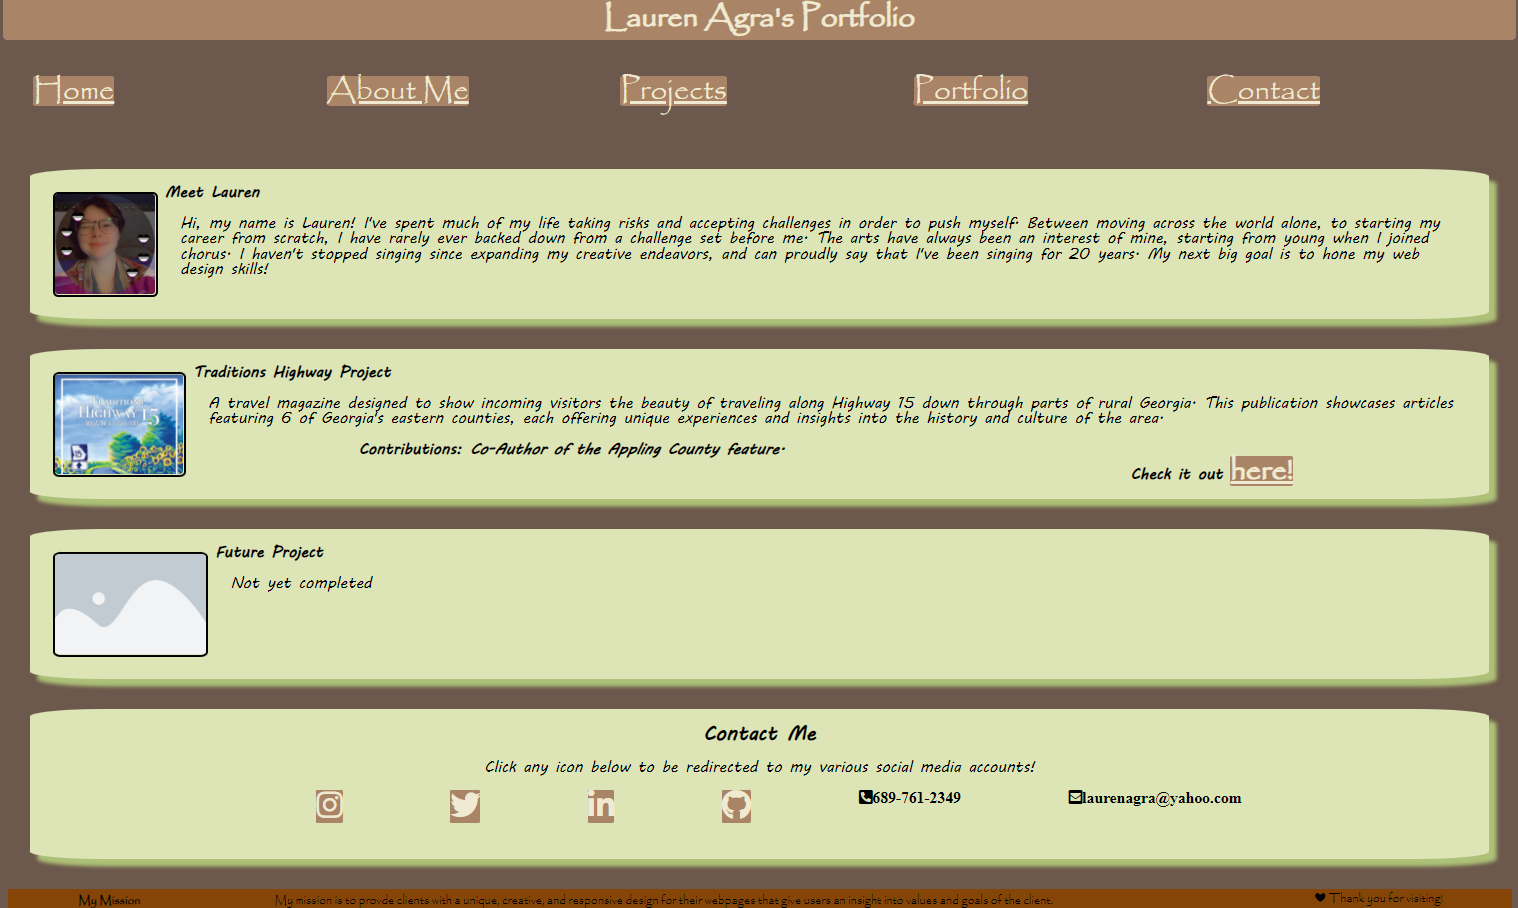 Lauren Agra's Portfolio
Home About Me Projects Portfolio Contact
Meet Lauren
Hi, my name is Lauren! I've spent much of my life taking risks and accepting challenges in order to push myself. Between moving across the world alone, to starting my
career from scratch, I have rarely ever backed down from a challenge set before me. The arts have always been an interest of mine, starting from young when I joined
chorus. I haven't stopped singing since expanding my creative endeavors, and can proudly say that I've been singing for 20 years. My next big goal is to hone my web
design skills!
Traditions Highway Project
TRADITIONS
HIGHWAY 15
A travel magazine designed to show incoming visitors the beauty of traveling along Highway 15 down through parts of rural Georgia. This publication showcases articles
featuring 6 of Georgia's eastern counties, each offering unique experiences and insights into the history and culture of the area.
Contributions: Co-Author of the Appling County feature.
Check it out here!
Future Project
Not yet completed
Contact Me
Click any icon below to be redirected to my various social media accounts!
in 689-761-2349 laurenagra@yahoo.com
My Mission My mission is to provde clients with a unique, creative, and responsive design for their webpages that give users an insight into values and goals of the client. Thank you for visiting!